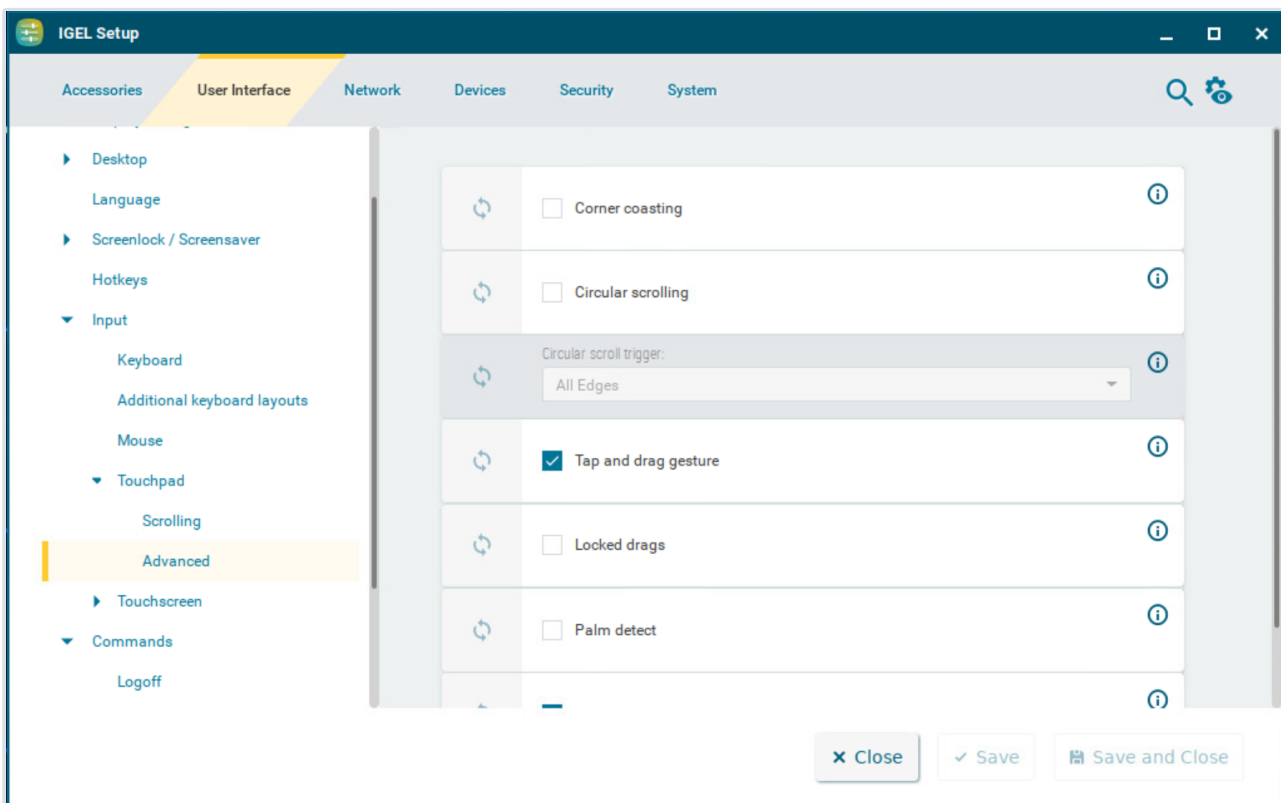 IGEL Setup
Accessories User Interface Network Devices Security System
Desktop
Language
Screenlock / Screensaver
Hotkeys
Input
Keyboard
Additional keyboard layouts
Mouse
Touchpad
Scrolling
Advanced
Touchscreen
Commands
Logoff
Corner coasting
Circular scrolling
Circular scroll trigger:
All Edges
Tap and drag gesture
Locked drags
Palm detect
Close Save Save and Close